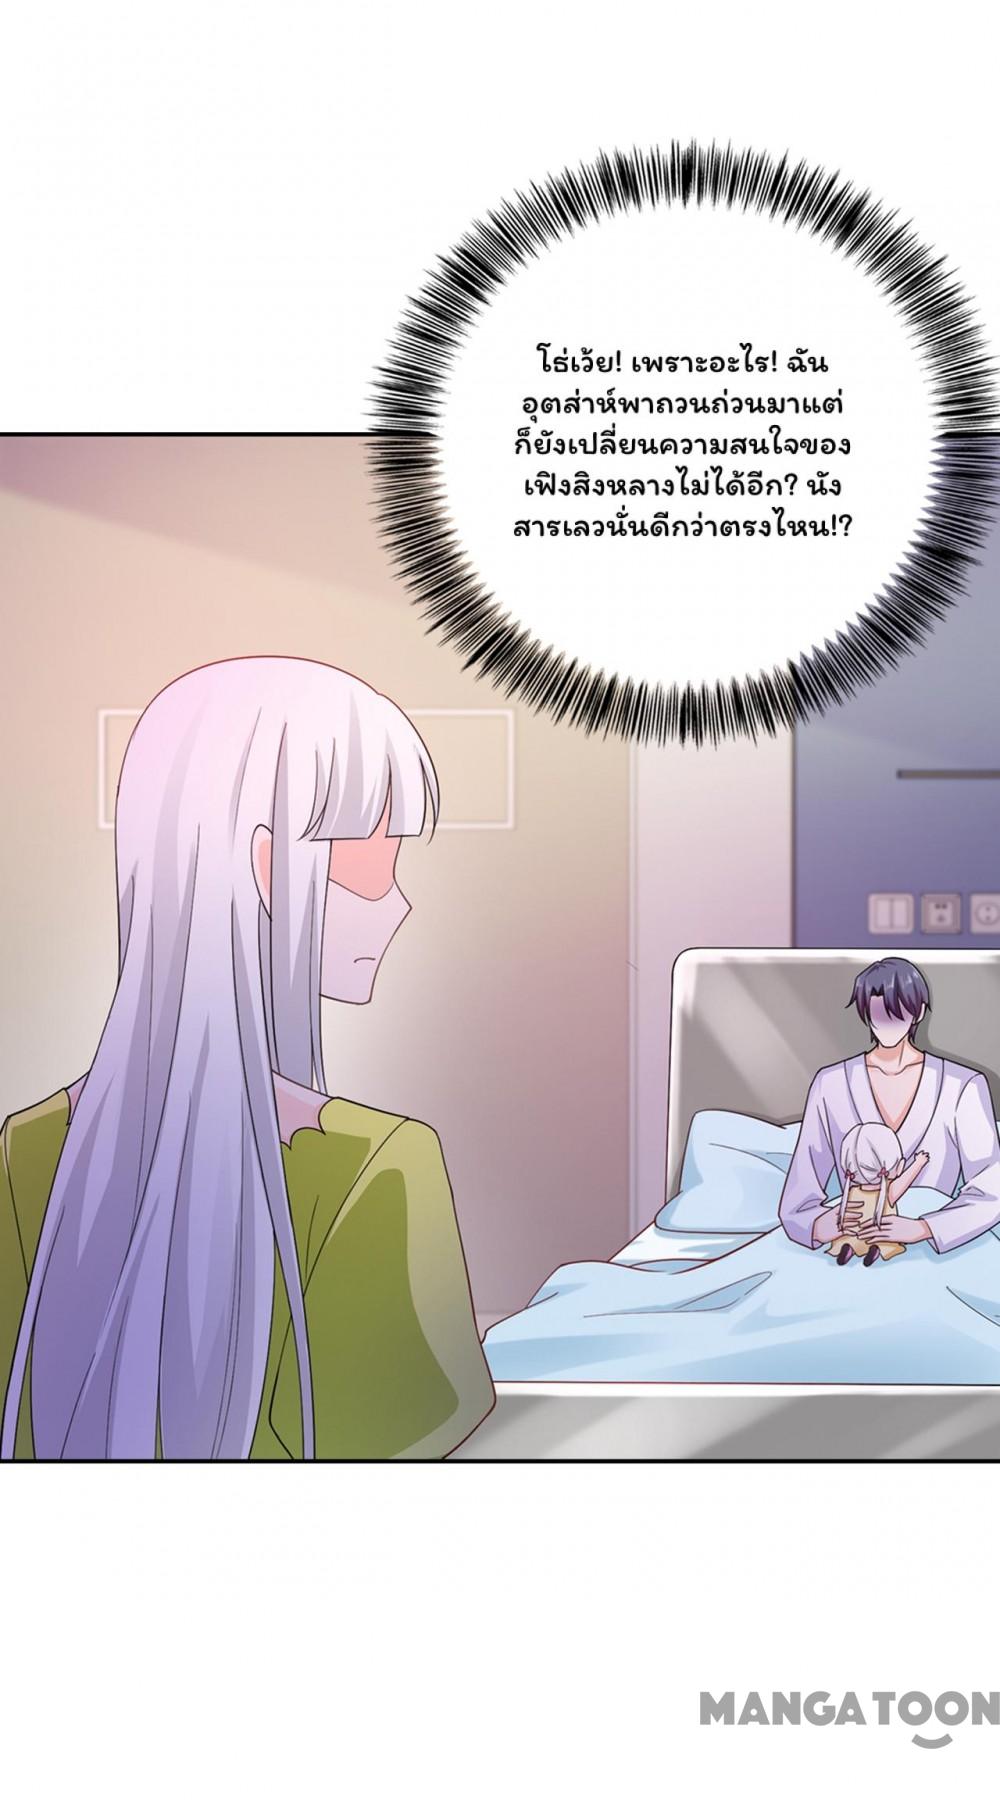 โธ่เว้ย! เพราะอะไร! ฉัน
อุตส่าห์พาถวนถ่วนมาแต่
ก็ยังเปลี่ยนความสนใจของ
เฟิงสิงหลางไม่ได้อีก? นัง
สารเลวนั่นดีกว่าตรงไหน!?
MANGATOON